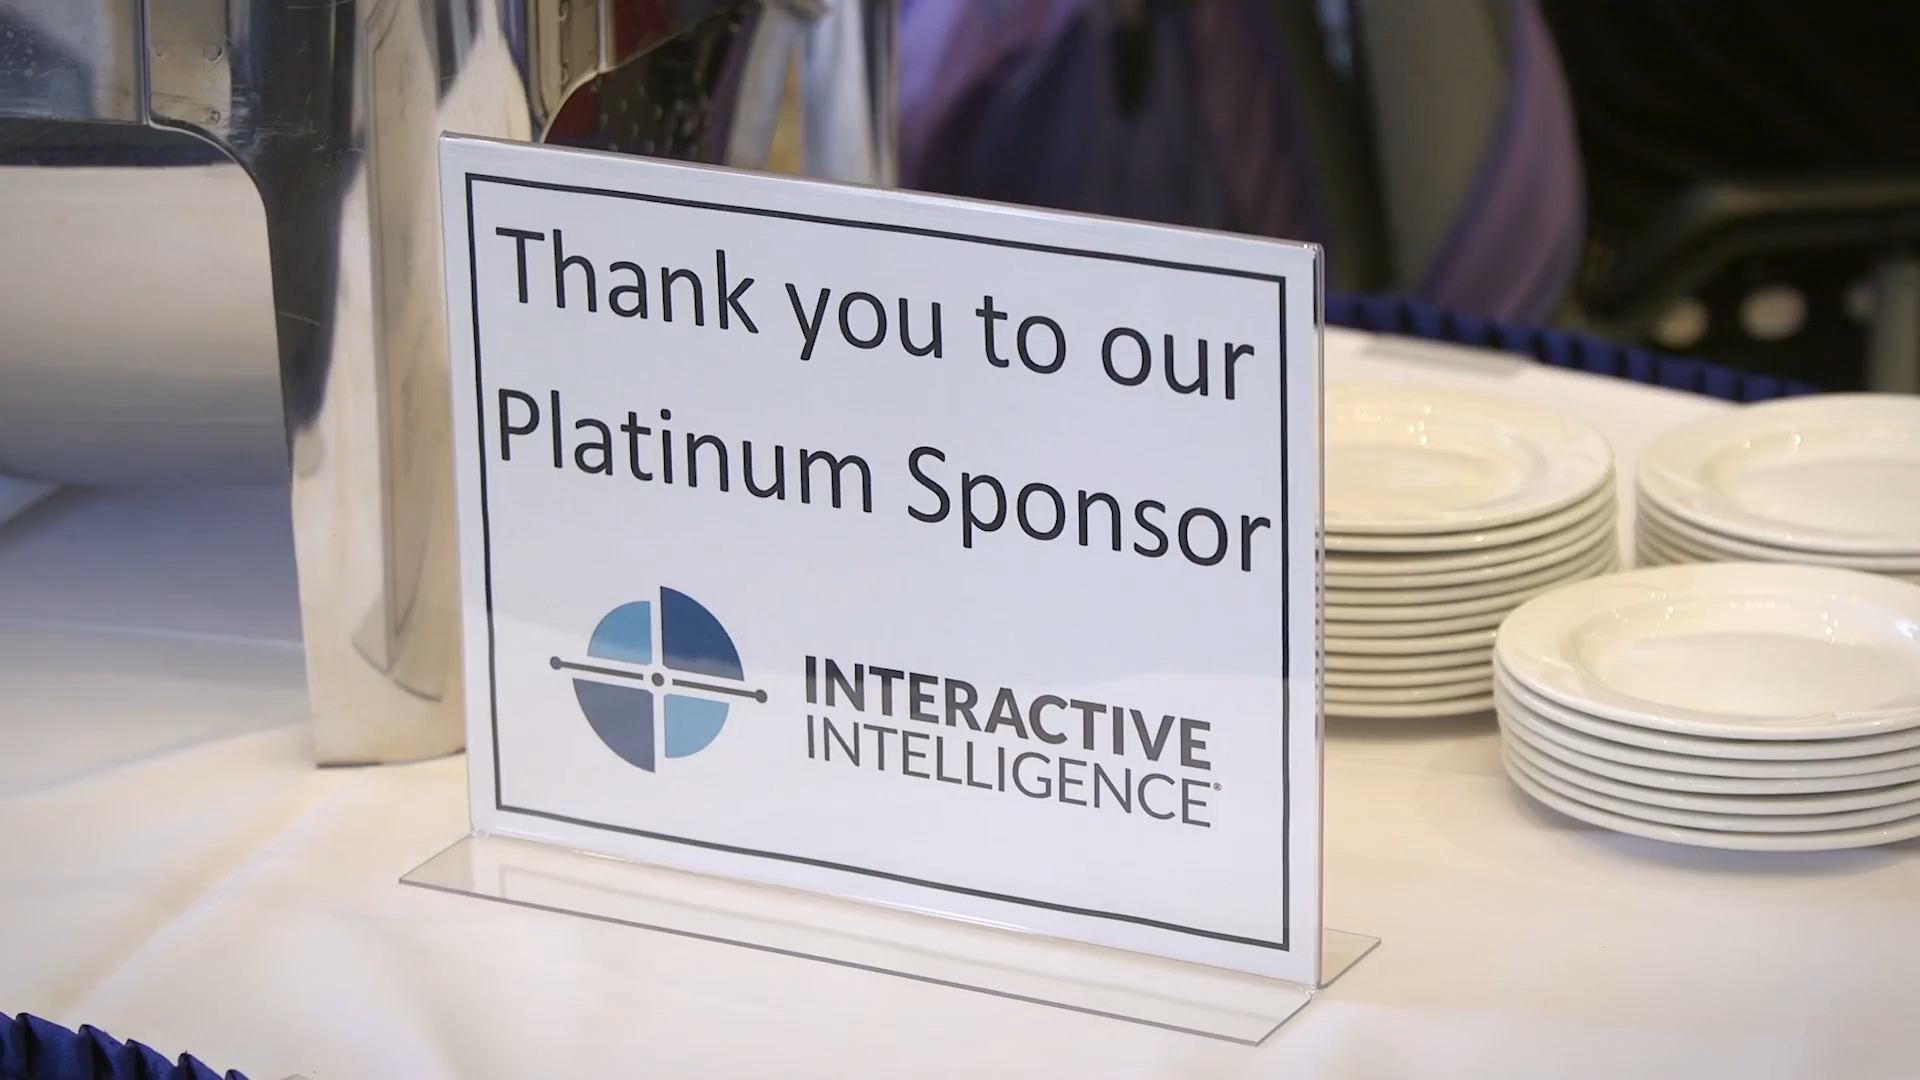 Thank you to our
Platinum Sponsor
INTERACTIVE
INTELLIGENCE®